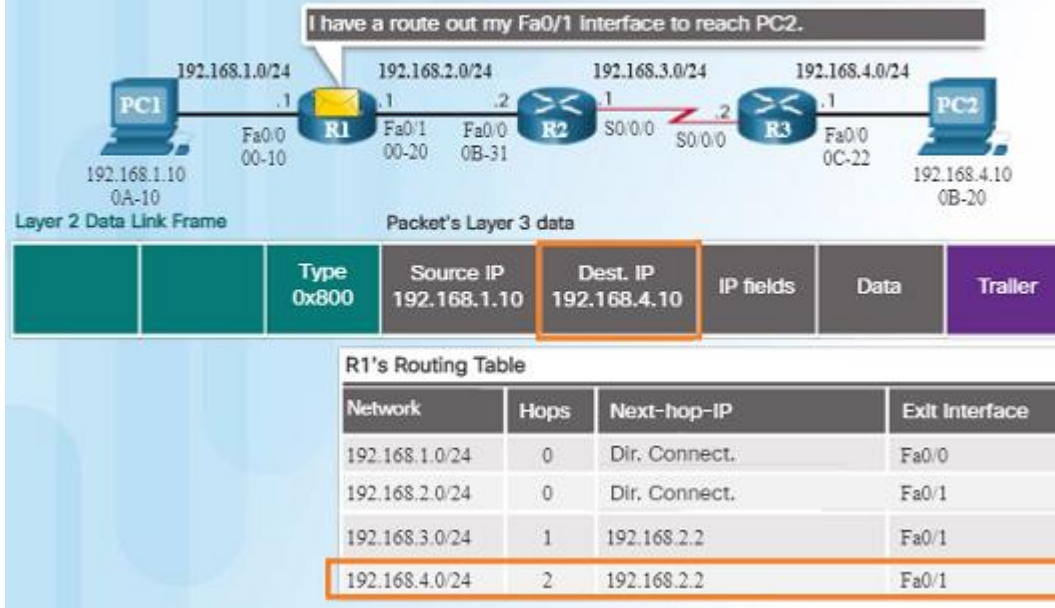 I have a route out my Fa0/1 interface to reach PC2.
192.168.1.0/24 192.168.2.0/24 192.168.3.0/24 192.168.4.0/24
PC1 .1 R1 .1 .2 R2 .1 .2 R3 .1 PC2
Fa0/0 Fa0/1 Fa0/0 S0/0/0 S0/0/0 Fa0/0
00-10 00-20 0B-31 0C-22
192.168.1.10 192.168.4.10
0A-10 0B-20
Layer 2 Data Link Frame Packet's Layer 3 data
Type
0x800
Source IP
192.168.1.10
Dest. IP
192.168.4.10
IP fields
Data
Trailer
R1's Routing Table
Network Hops Next-hop-IP Exit Interface
192.168.1.0/24 0 Dir. Connect. Fa0/0
192.168.2.0/24 0 Dir. Connect. Fa0/1
192.168.3.0/24 1 192.168.2.2 Fa0/1
192.168.4.0/24 2 192.168.2.2 Fa0/1